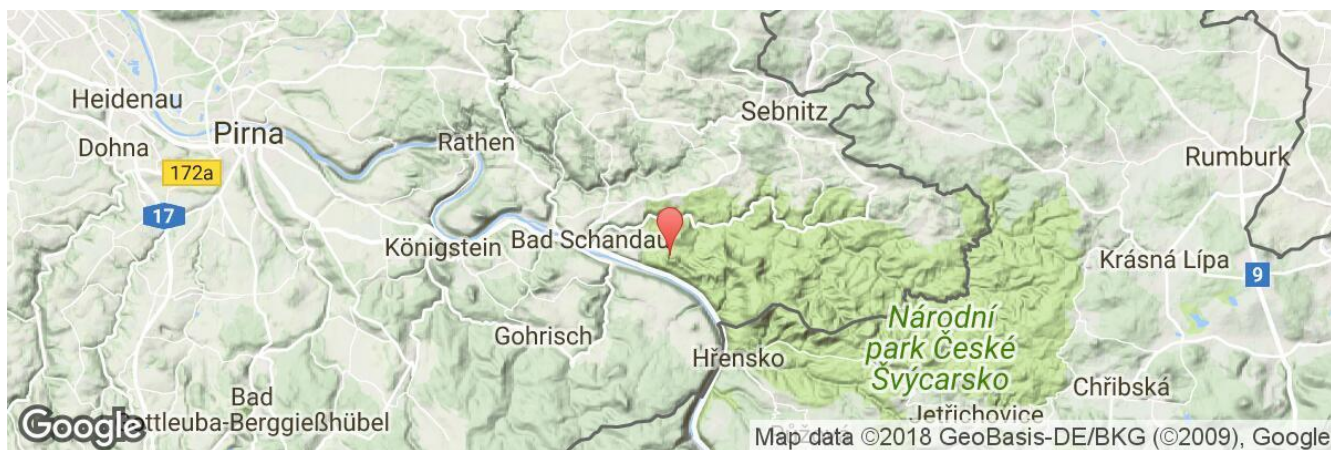 Sebnitz
Heidenau
Pirna
Rathen
Dohna
Rumburk
172a
17
Königstein
Bad Schandau
Krásná Lípa
9
Národní
park České
Švýcarsko
Gohrisch
Hřensko
Chřibská
Bad
ttleuba-Berggießhübel
Jetřichovice
Google
Map data ©2018 GeoBasis-DE/BKG (©2009), Google